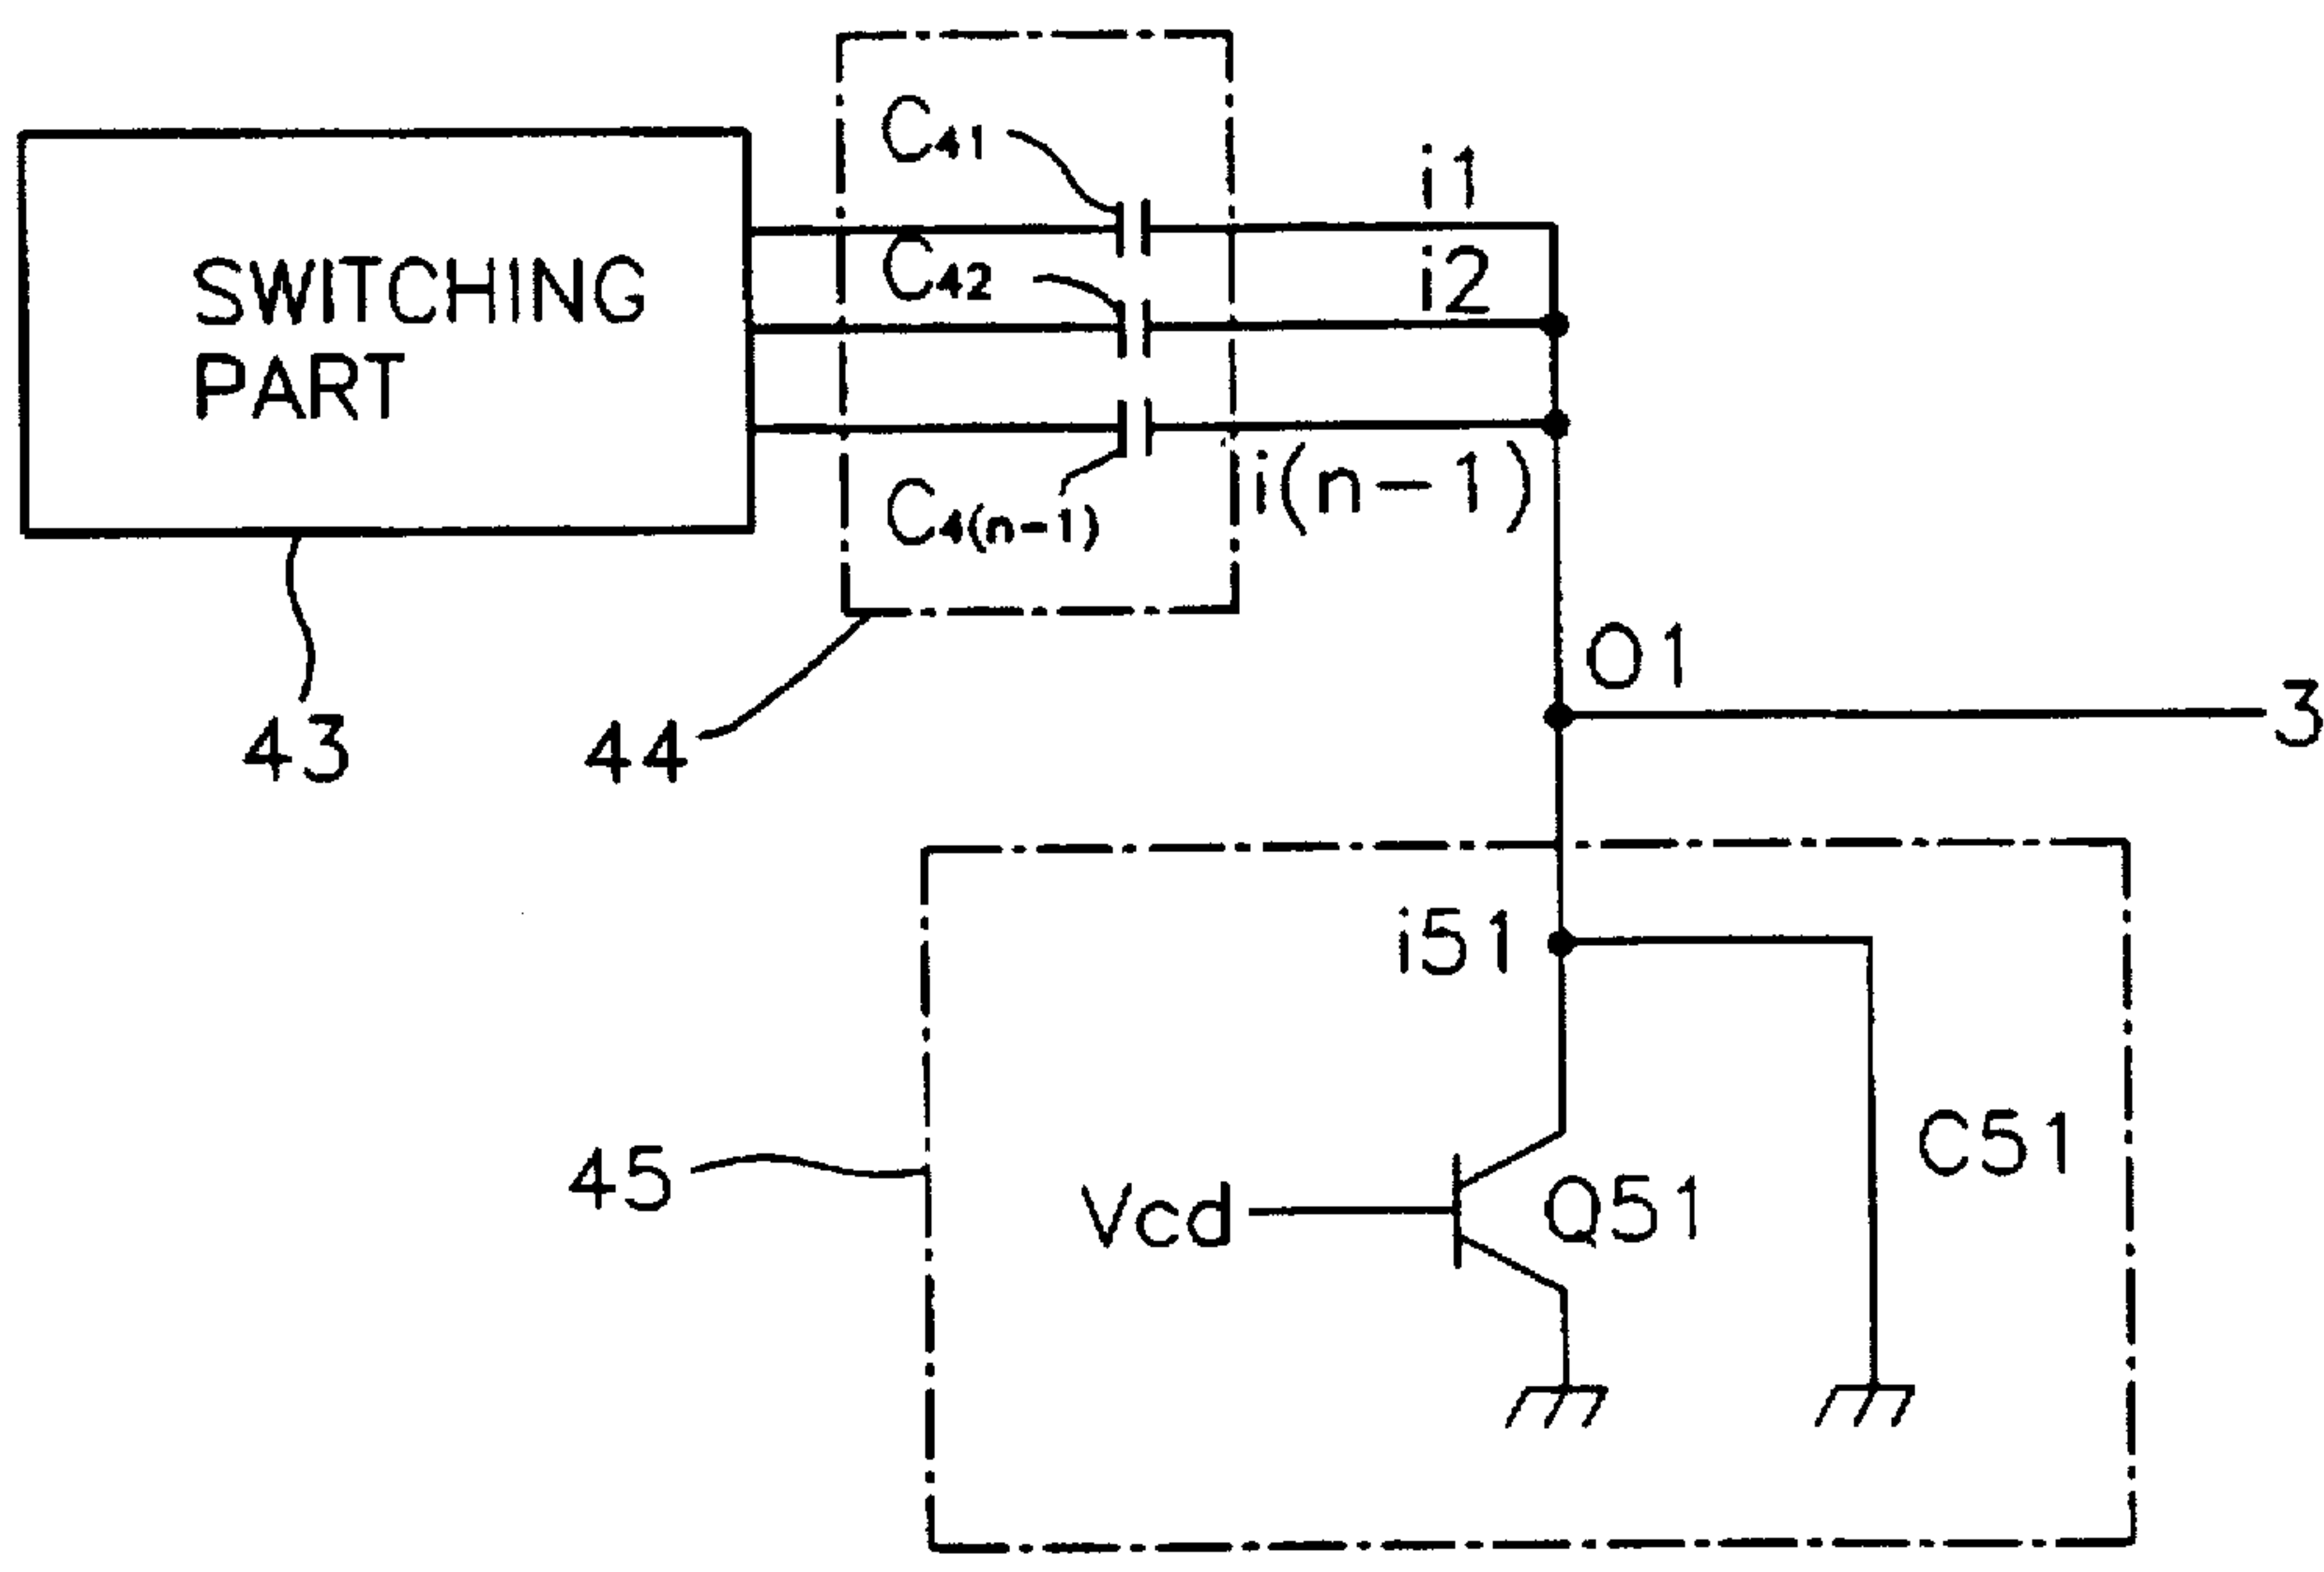 C41
i1
SWITCHING
PART
C42
i2
C4(n-1)
i(n-1)
O1
3
43
44
i51
C51
45
Vcd
Q51